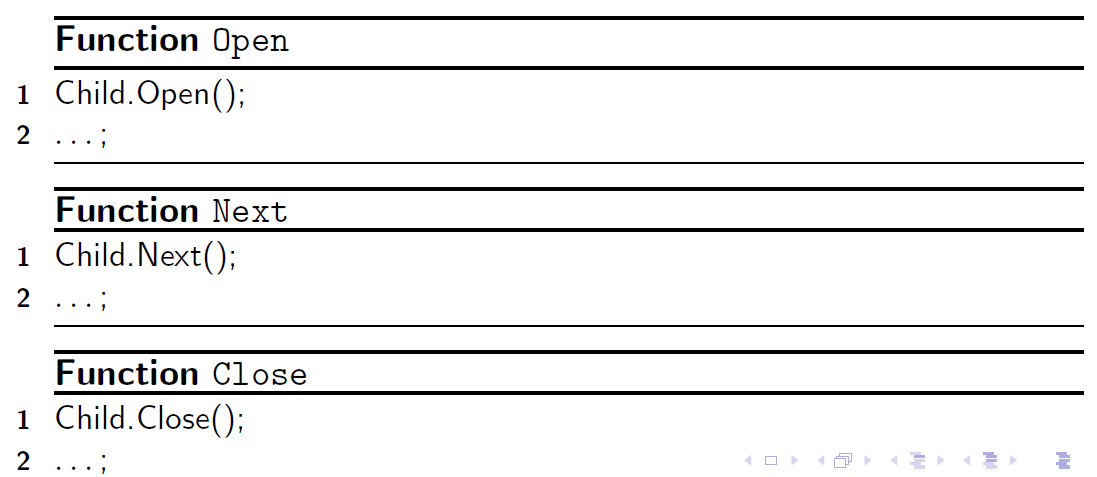 Function Open
1 Child.Open();
2 ...;
Function Next
1 Child.Next();
2 ...;
Function Close
1 Child.Close();
2 ...;